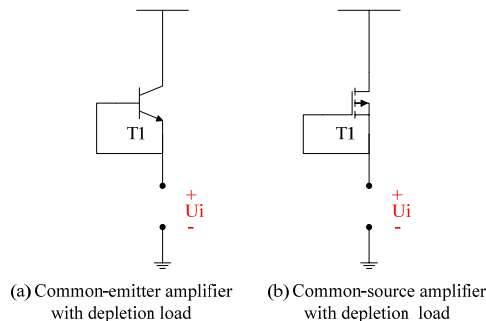 T1
T1
+
Ui
-
+
Ui
-
(a) Common-emitter amplifier
with depletion load
(b) Common-source amplifier
with depletion load